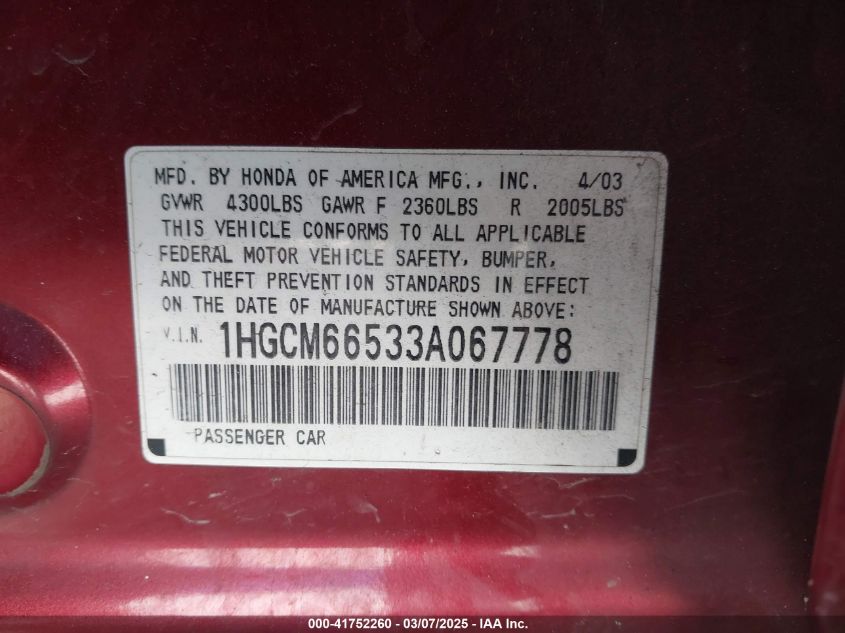 MFD. BY HONDA OF AMERICA MFG., INC. 4/03
GVWR 4300LBS GAWR F 2360LBS R 2005LBS
THIS VEHICLE CONFORMS TO ALL APPLICABLE
FEDERAL MOTOR VEHICLE SAFETY, BUMPER,
AND THEFT PREVENTION STANDARDS IN EFFECT
ON THE DATE OF MANUFACTURE SHOWN ABOVE:
V.I.N. 1HGCM66533A067778
PASSENGER CAR
000-41752260 - 03/07/2025 - IAA Inc.